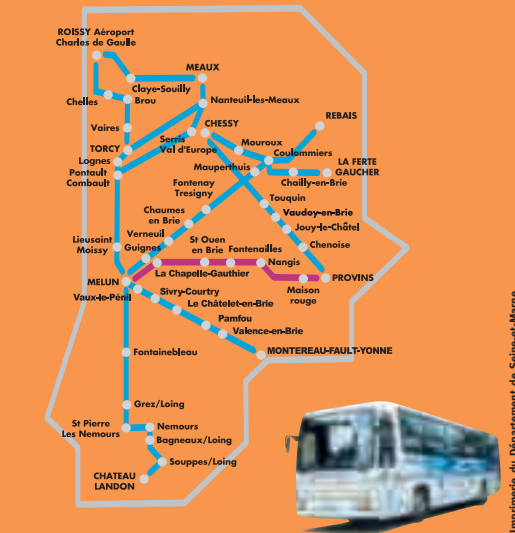 ROISSY Aéroport
Charles de Gaulle
MEAUX
Claye-Souilly
Chelles
Brou
Nanteuil-les-Meaux
REBAIS
CHESSY
Vaires
Serris
Val d'Europe
Mouroux
TORCY
Coulommiers
Lognes
Mauperthuis
LA FERTE
GAUCHER
Pontault
Combault
Chailly-en-Brie
Fontenay
Tresigny
Touquin
Chaumes
en Brie
Vaudoy-en-Brie
Jouy-le-Châtel
Verneuil
Lieusaint
Moissy
Guignes
St Ouen
en Brie
Fontenailles
Chenoise
Nangis
La Chapelle-Gauthier
MELUN
PROVINS
Vaux-le-Pénil
Sivry-Courtry
Maison
rouge
Le Châtelet-en-Brie
Pamfou
Valence-en-Brie
Fontainebleau
MONTEREAU-FAULT-YONNE
Grez/Loing
St Pierre
Les Nemours
Nemours
Bagneaux/Loing
Souppes/Loing
CHATEAU
LANDON
Imprimerie du Département de Seine-et-Marne